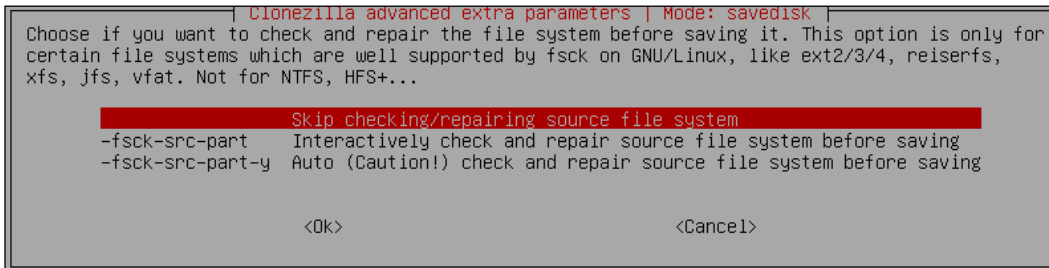 Clonezilla advanced extra parameters | Mode: savedisk
Choose if you want to check and repair the file system before saving it. This option is only for
certain file systems which are well supported by fsck on GNU/Linux, like ext2/3/4, reiserfs,
xfs, jfs, vfat. Not for NTFS, HFS+...
Skip checking/repairing source file system
-fsck-src-part Interactively check and repair source file system before saving
-fsck-src-part-y Auto (Caution!) check and repair source file system before saving
<Ok> <Cancel>